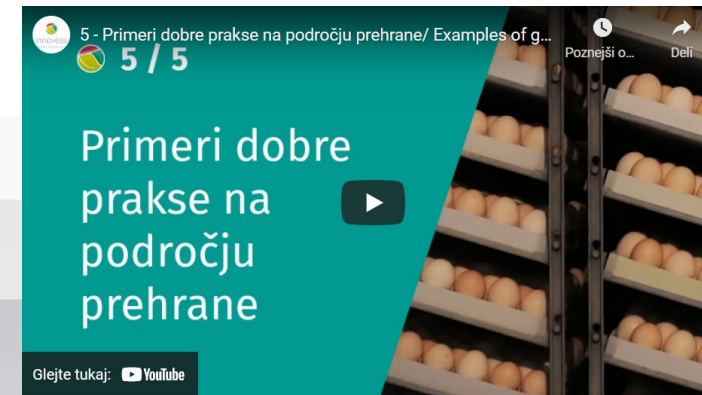 innoveas
5 - Primeri dobre prakse na področju prehrane/ Examples of g...
Poznejši o...
Deli
5 / 5
Primeri dobre
prakse na
področju
prehrane
Glejte tukaj: YouTube